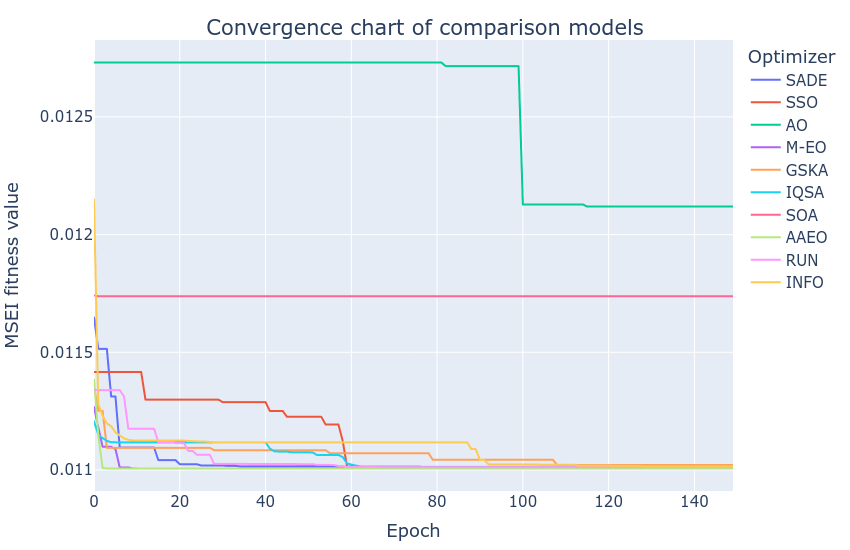 Convergence chart of comparison models
Optimizer
SADE
SSO
AO
M-EO
GSKA
IQSA
SOA
AAEO
RUN
INFO
MSEI fitness value
0.0125
0.012
0.0115
0.011
0 20 40 60 80 100 120 140
Epoch